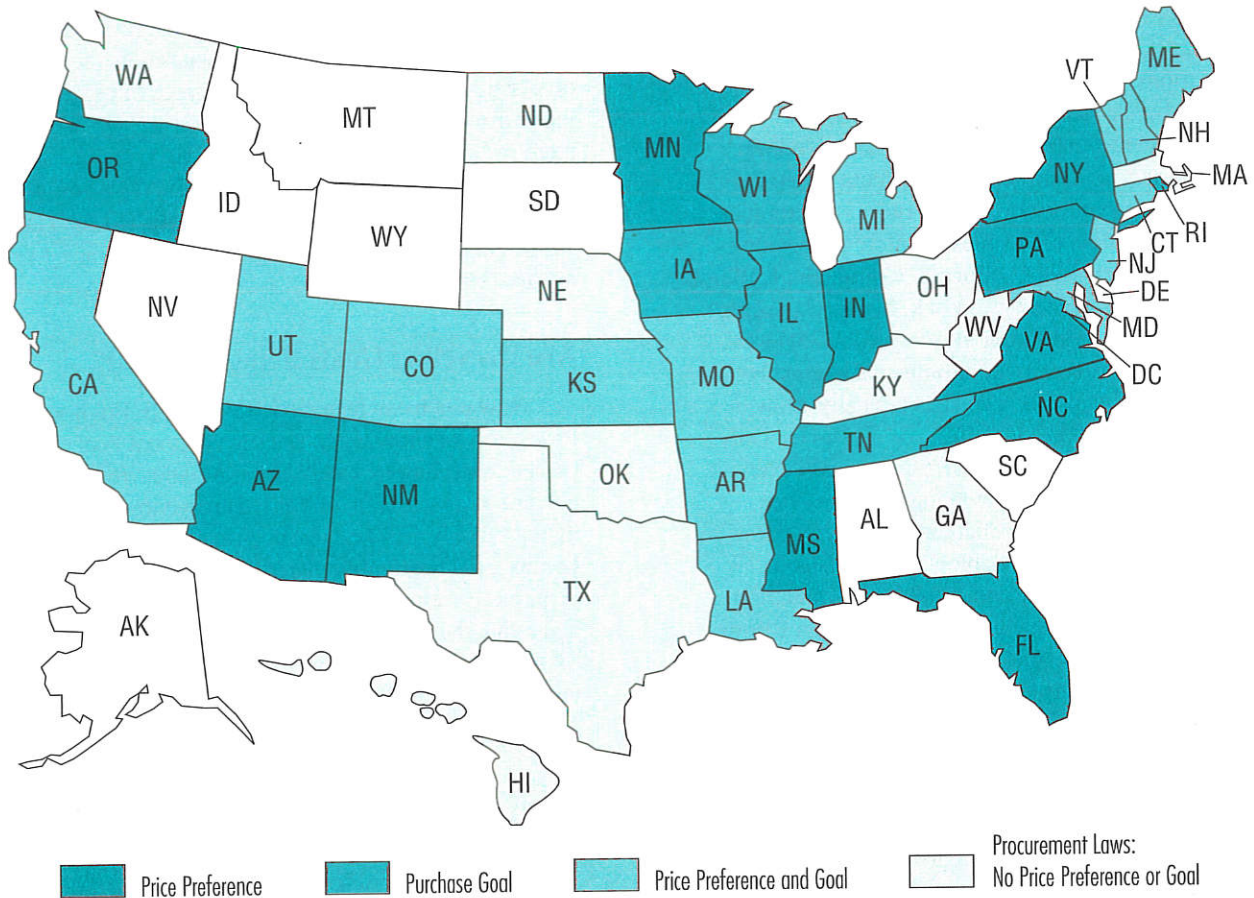 WA
MT
ND
MN
VT
ME
NH
OR
ID
SD
WI
NY
MA
WY
MI
RI
CT
IA
PA
NJ
NE
OH
DE
NV
UT
IL
IN
WV
MD
CO
VA
DC
CA
KS
MO
KY
NC
TN
AZ
NM
OK
AR
SC
MS
AL
GA
TX
LA
AK
FL
HI
Price Preference
Purchase Goal
Price Preference and Goal
Procurement Laws:
No Price Preference or Goal